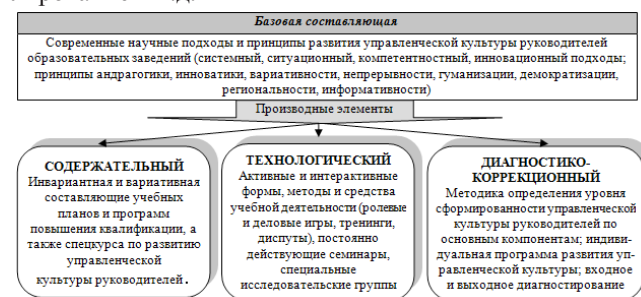 Базовая составляющая
Современные научные подходы и принципы развития управленческой культуры руководителей
образовательных заведений (системный, ситуационный, компетентностный, инновационный подходы;
принципы андрагогики, инноватики, вариативности, непрерывности, гуманизации, демократизации,
региональности, информативности)
Производные элементы
СОДЕРЖАТЕЛЬНЫЙ
Инвариантная и вариативная
составляющие учебных
планов и программ
повышения квалификации, а
также спецкурса по развитию
управленческой
культуры руководителей.
ТЕХНОЛОГИЧЕСКИЙ
Активные и интерактивные
формы, методы и средства
учебной деятельности (ролевые
и деловые игры, тренинги,
диспуты), постоянно
действующие семинары,
специальные
исследовательские группы
ДИАГНОСТИКО-
КОРРЕКЦИОННЫЙ
Методика определения уровня
сформированности управленческой
культуры руководителей по
основным компонентам; индиви-
дуальная программа развития уп-
равленческой культуры; входное
и выходное диагностирование